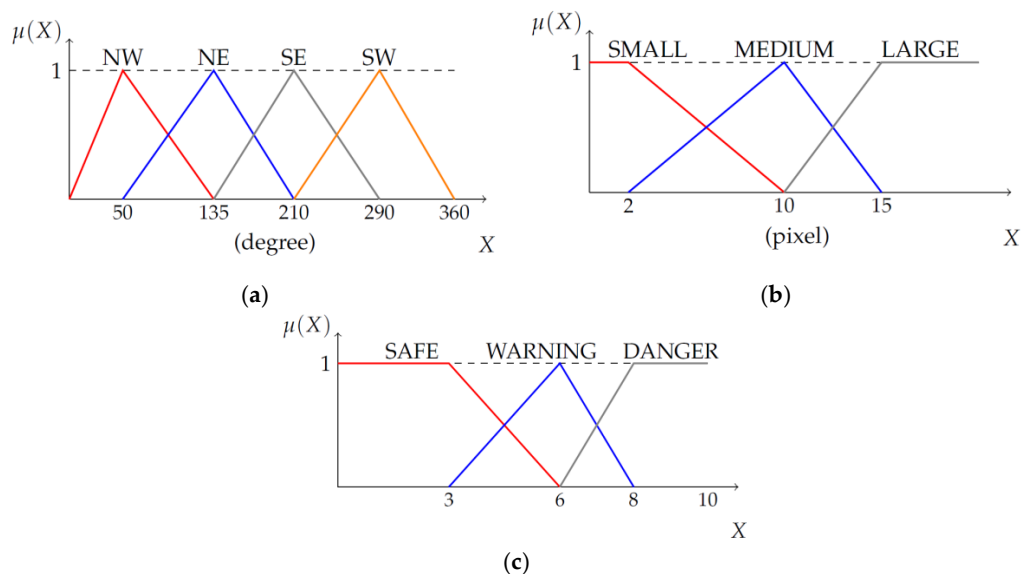 μ(X)
NW NE SE SW
1
50 135 210 290 360
(degree)
X
(a)
μ(X)
SMALL MEDIUM LARGE
1
2 10 15
(pixel)
X
(b)
μ(X)
SAFE WARNING DANGER
1
3 6 8 10
X
(c)